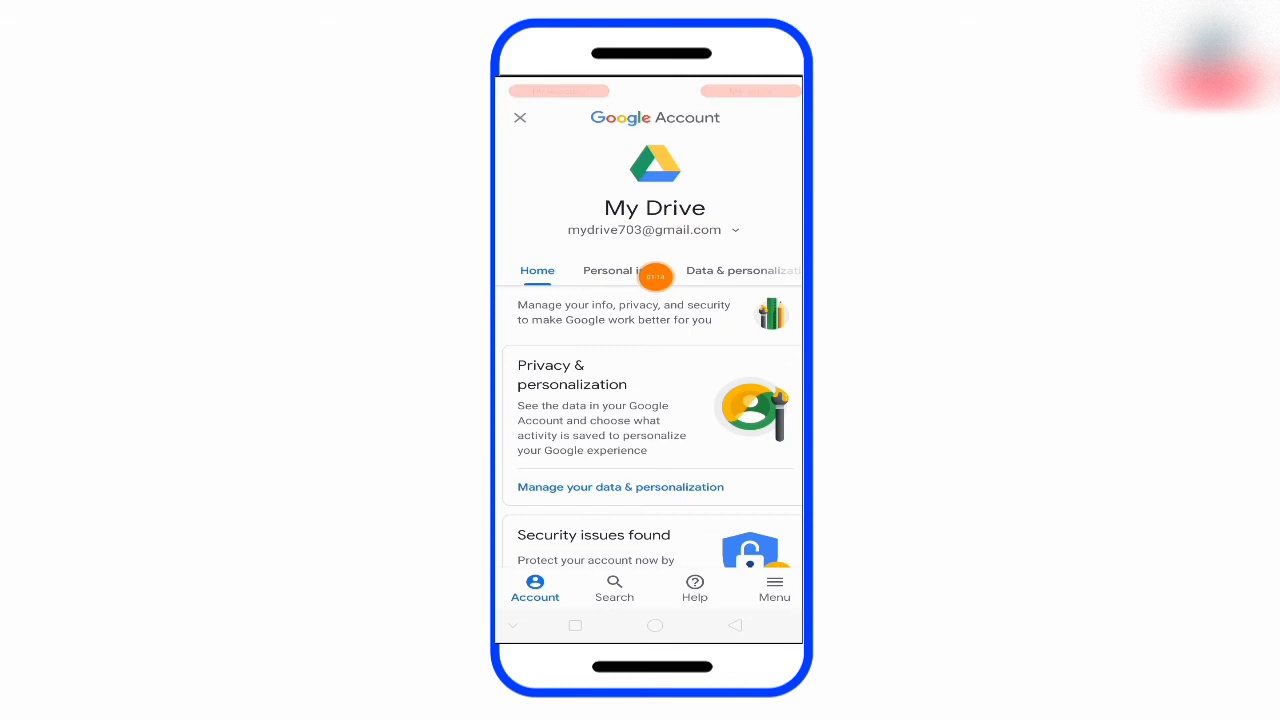 Google Account
My Drive
mydrive703@gmail.com
Home Personal i Data & personalizati
Manage your info, privacy, and security
to make Google work better for you
Privacy &
personalization
See the data in your Google
Account and choose what
activity is saved to personalize
your Google experience
Manage your data & personalization
Security issues found
Protect your account now by
Account Search Help Menu